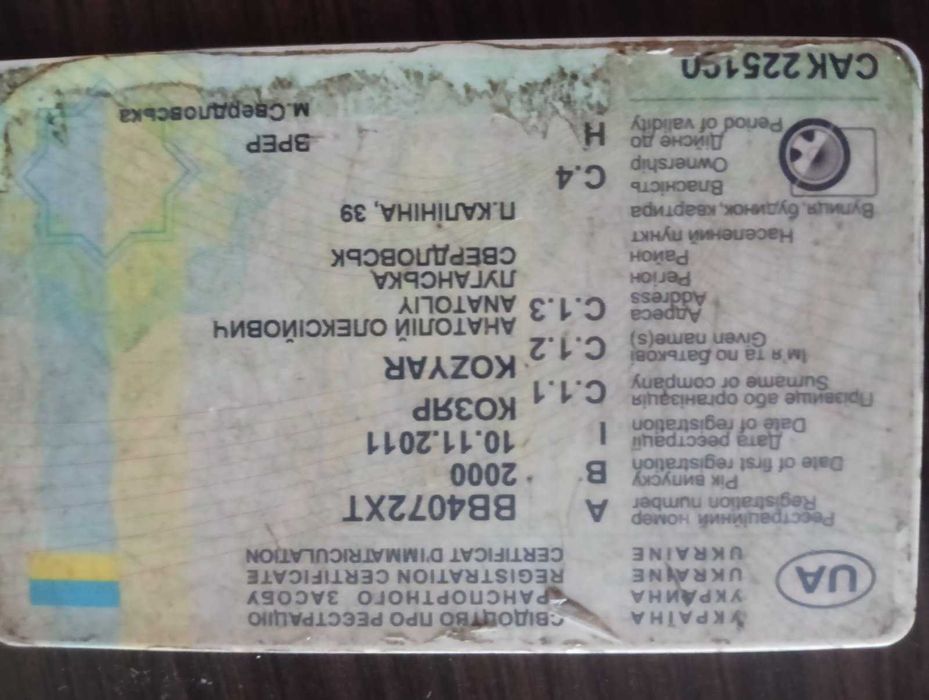 УКРАЇНА СВІДОЦТВО ПРО РЕЄСТРАЦІЮ
УКРАИНА ТРАНСПОРТНОГО ЗАСОБУ
UKRAINE REGISTRATION CERTIFICATE
UKRAINE CERTIFICAT D'IMMATRICULATION
UA
Реєстраційний номер
Registration number
A BB4072XT
Рік випуску
Date of first registration
B 2000
Дата реєстрації
Date of registration
I 10.11.2011
Прізвище або організація
Surname or company
C.1.1 КОЗЯР
KOZYAR
Ім'я та по батькові
Given name(s)
C.1.2 АНАТОЛІЙ ОЛЕКСІЙОВИЧ
ANATOLIY
Адреса
Address
C.1.3
Регіон ЛУГАНСЬКА
Район СВЕРДЛОВСЬК
Населений пункт
Вулиця, будинок, квартира П.КАЛІНІНА, 39
Власність
Ownership
C.4
Дійсне до
Period of validity
H
ЗРЕР
м.Свердловська
САК